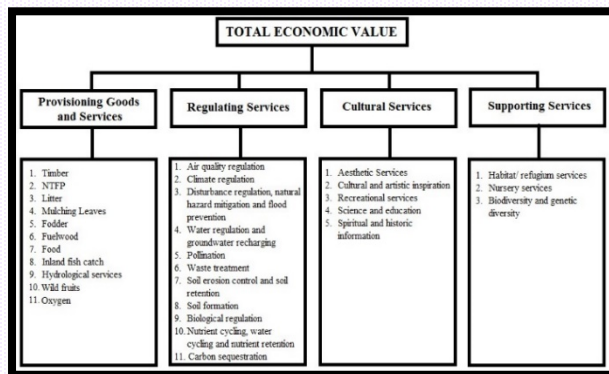 TOTAL ECONOMIC VALUE
Provisioning Goods
and Services
1. Timber
2. NTFP
3. Litter
4. Mulching Leaves
5. Fodder
6. Fuelwood
7. Food
8. Inland fish catch
9. Hydrological services
10. Wild fruits
11. Oxygen
Regulating Services
1. Air quality regulation
2. Climate regulation
3. Disturbance regulation, natural
hazard mitigation and flood
prevention
4. Water regulation and
groundwater recharging
5. Pollination
6. Waste treatment
7. Soil erosion control and soil
retention
8. Soil formation
9. Biological regulation
10. Nutrient cycling, water
cycling and nutrient retention
11. Carbon sequestration
Cultural Services
1. Aesthetic Services
2. Cultural and artistic inspiration
3. Recreational services
4. Science and education
5. Spiritual and historic
information
Supporting Services
1. Habitat/ refugium services
2. Nursery services
3. Biodiversity and genetic
diversity